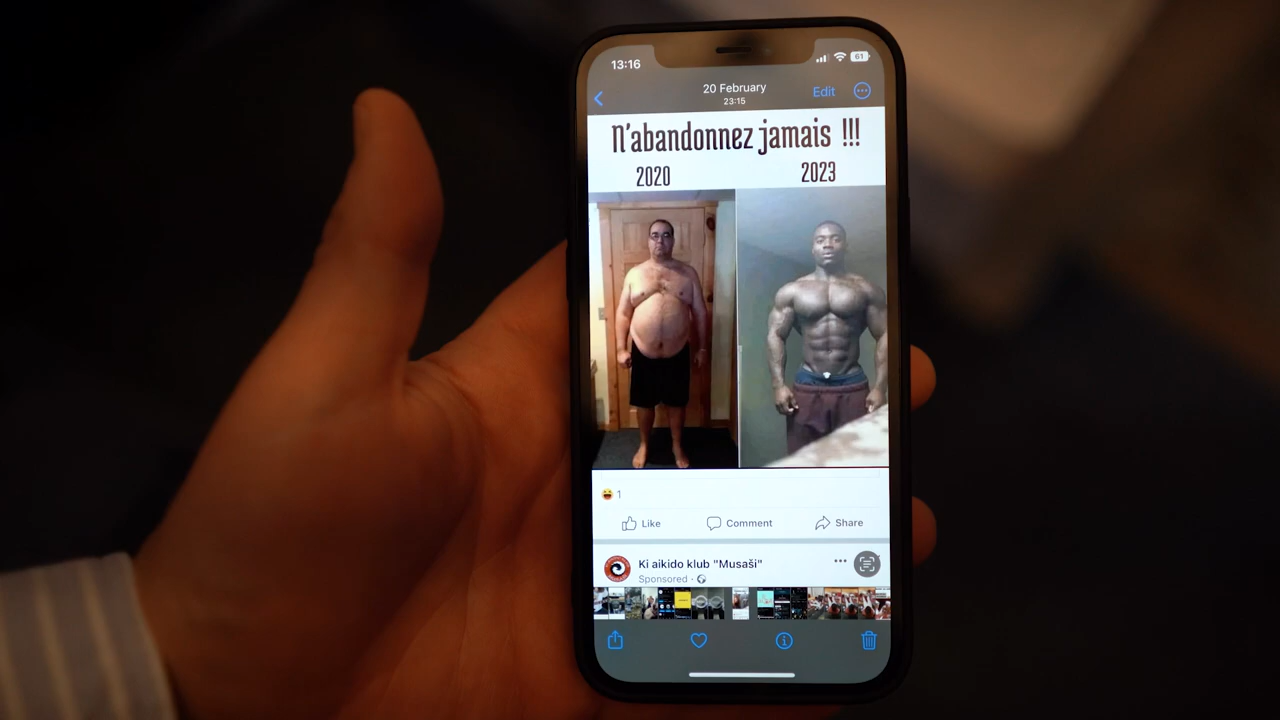 13:16
61
20 February
23:15
Edit
N'abandonnez jamais !!!
2020
2023
1
Like
Comment
Share
Ki aikido klub "Musaši"
Sponsored ·